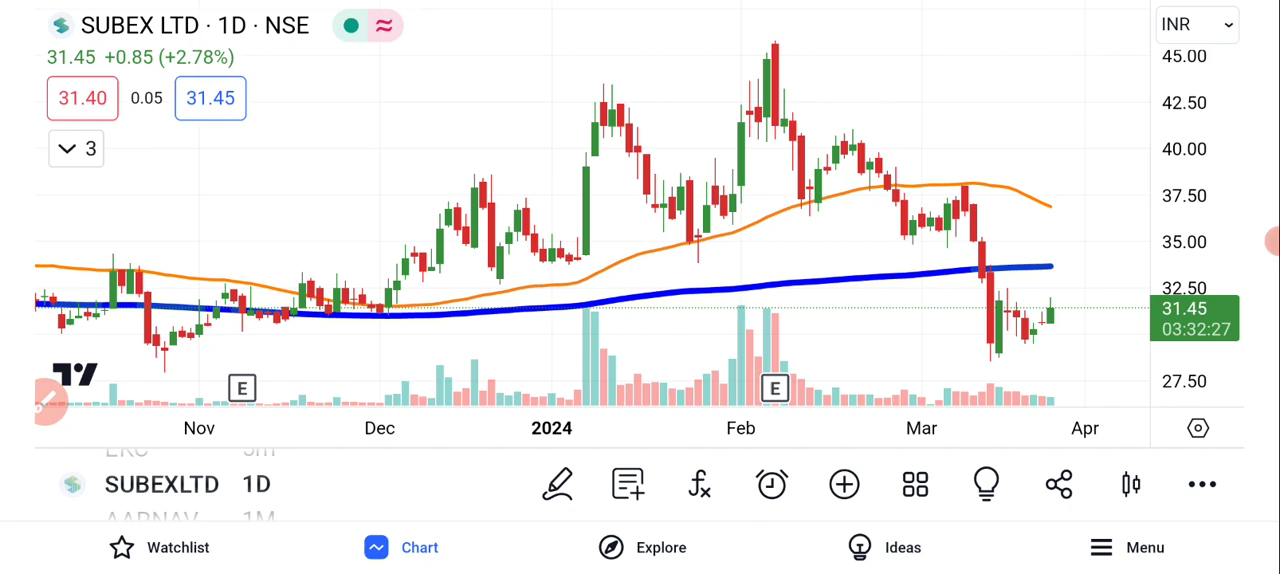 SUBEX LTD · 1D · NSE
INR
31.45 +0.85 (+2.78%)
31.40 0.05 31.45
3
45.00
42.50
40.00
37.50
35.00
32.50
31.45
03:32:27
27.50
E E
Nov Dec 2024 Feb Mar Apr
SUBEXLTD 1D
AARNAV 1M
Watchlist Chart Explore Ideas Menu